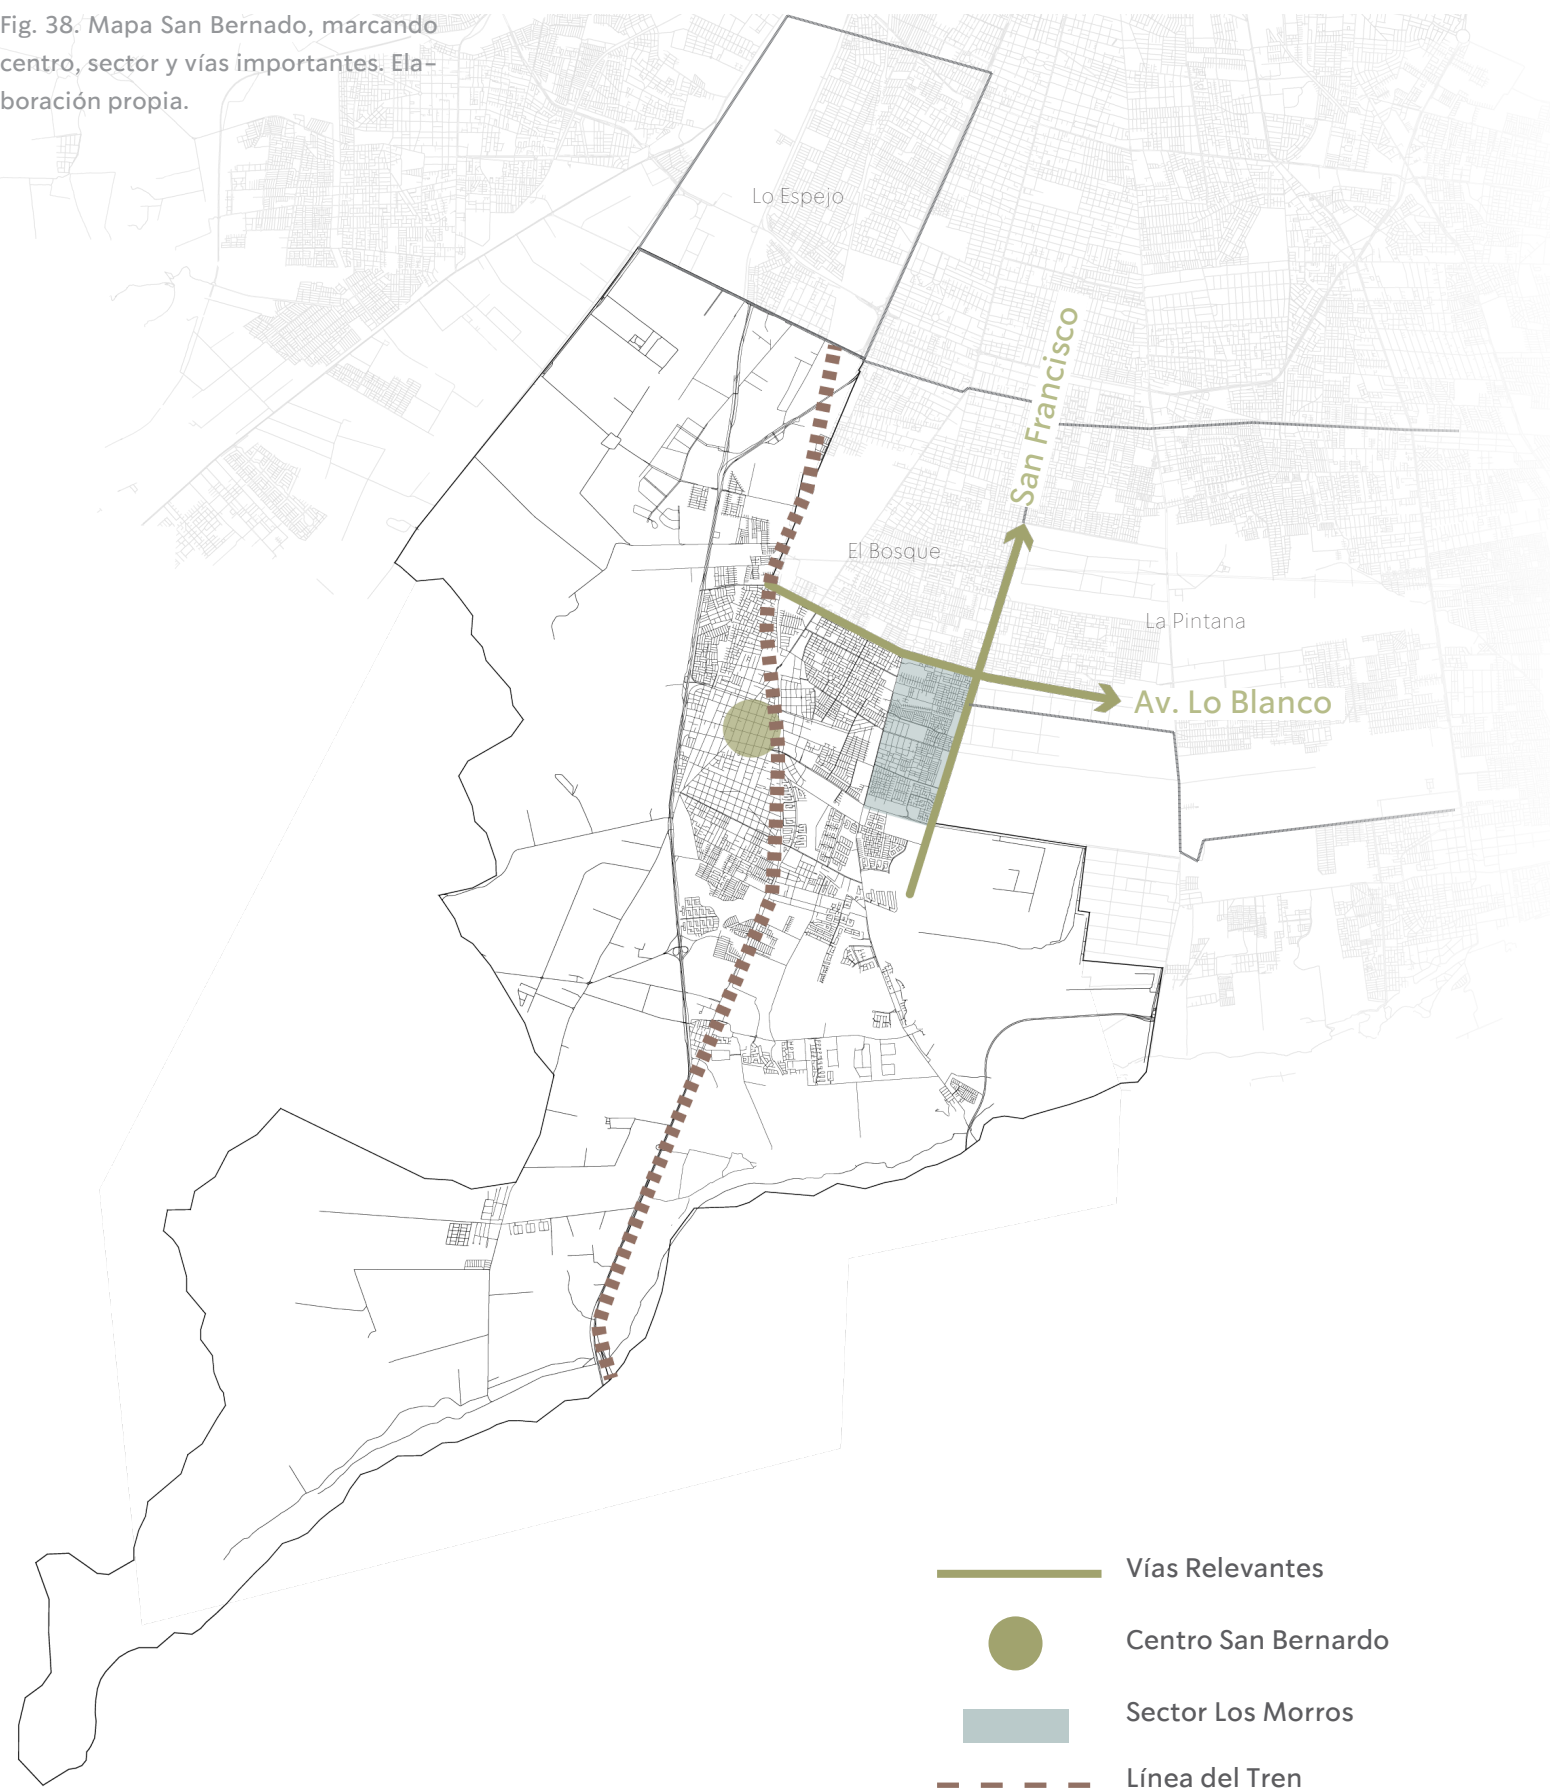 Fig. 38. Mapa San Bernado, marcando
centro, sector y vías importantes. Ela-
boración propia.
Lo Espejo
San Francisco
El Bosque
La Pintana
Av. Lo Blanco
Vías Relevantes
Centro San Bernardo
Sector Los Morros
Línea del Tren